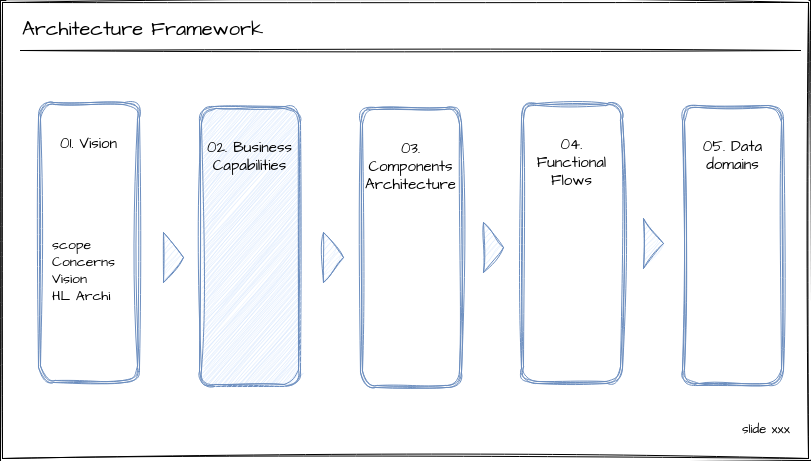 Architecture Framework
01. Vision
scope
Concerns
Vision
HL Archi
02. Business
Capabilities
03.
Components
Architecture
04.
Functional
Flows
05. Data
domains
slide xxx